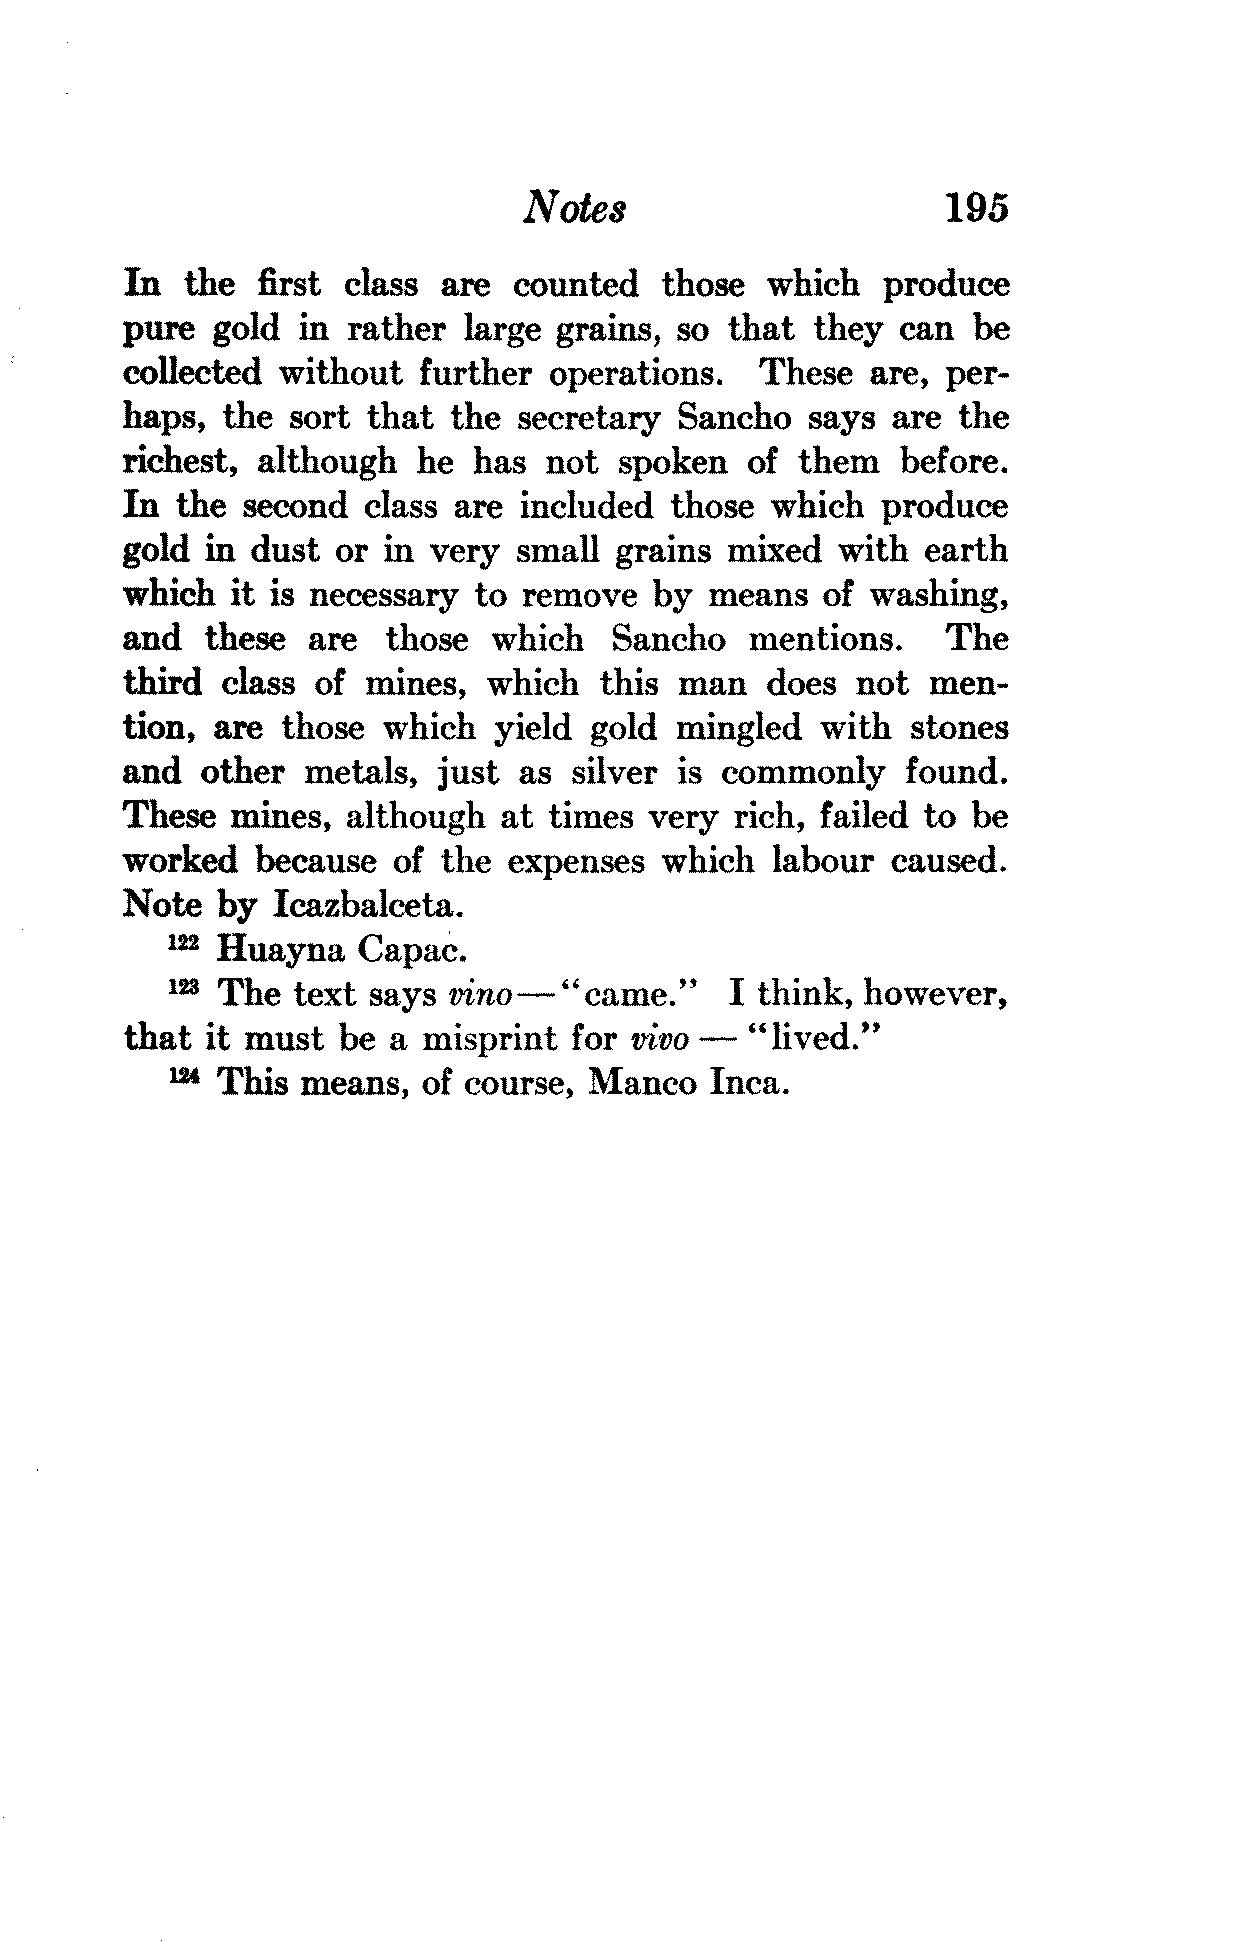 Notes 195
In the first class are counted those which produce
pure gold in rather large grains, so that they can be
collected without further operations. These are, per-
haps, the sort that the secretary Sancho says are the
richest, although he has not spoken of them before.
In the second class are included those which produce
gold in dust or in very small grains mixed with earth
which it is necessary to remove by means of washing,
and these are those which Sancho mentions. The
third class of mines, which this man does not men-
tion, are those which yield gold mingled with stones
and other metals, just as silver is commonly found.
These mines, although at times very rich, failed to be
worked because of the expenses which labour caused.
Note by Icazbalceta.
¹²² Huayna Capac.
¹²³ The text says vino—“came.” I think, however,
that it must be a misprint for vivo — “lived.”
¹²⁴ This means, of course, Manco Inca.